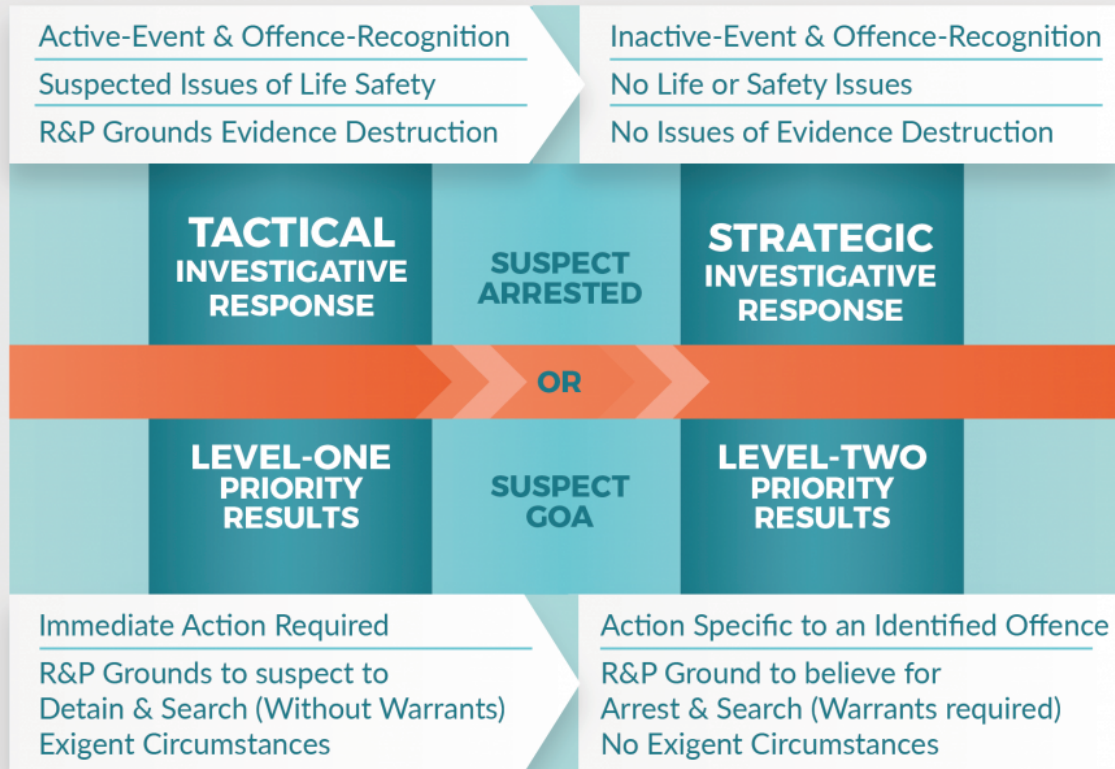 Active-Event & Offence-Recognition
Suspected Issues of Life Safety
R&P Grounds Evidence Destruction
Inactive-Event & Offence-Recognition
No Life or Safety Issues
No Issues of Evidence Destruction
TACTICAL
INVESTIGATIVE
RESPONSE
SUSPECT
ARRESTED
STRATEGIC
INVESTIGATIVE
RESPONSE
OR
LEVEL-ONE
PRIORITY
RESULTS
SUSPECT
GOA
LEVEL-TWO
PRIORITY
RESULTS
Immediate Action Required
R&P Grounds to suspect to
Detain & Search (Without Warrants)
Exigent Circumstances
Action Specific to an Identified Offence
R&P Ground to believe for
Arrest & Search (Warrants required)
No Exigent Circumstances